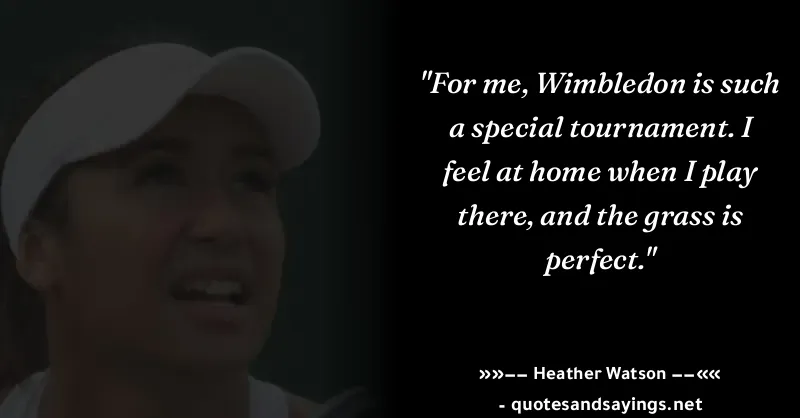 "For me, Wimbledon is such
a special tournament. I
feel at home when I play
there, and the grass is
perfect."
»»−− Heather Watson −−««
- quotesandsayings.net